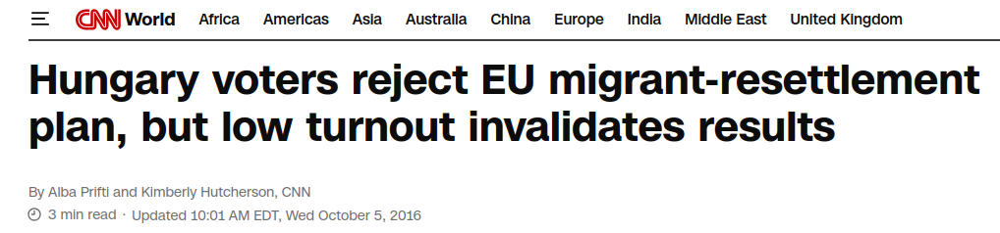 CNN World Africa Americas Asia Australia China Europe India Middle East United Kingdom
Hungary voters reject EU migrant-resettlement
plan, but low turnout invalidates results
By Alba Prifti and Kimberly Hutcherson, CNN
3 min read · Updated 10:01 AM EDT, Wed October 5, 2016